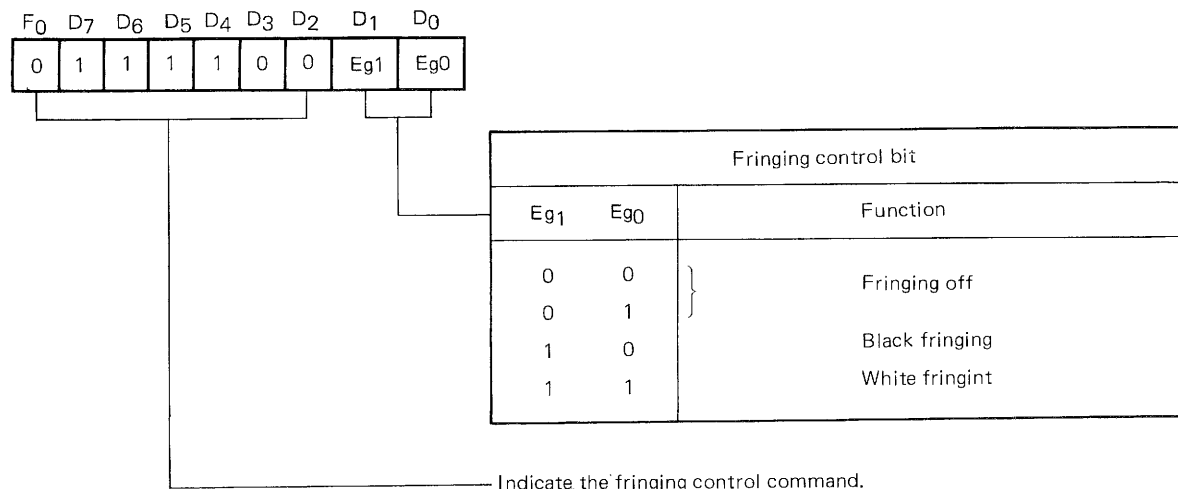 F0 D7 D6 D5 D4 D3 D2 D1 D0
0 1 1 1 1 0 0 Eg1 Eg0
Fringing control bit
Eg1 Eg0 Function
0 0 Fringing off
0 1
1 0 Black fringing
1 1 White fringint
Indicate the fringing control command.